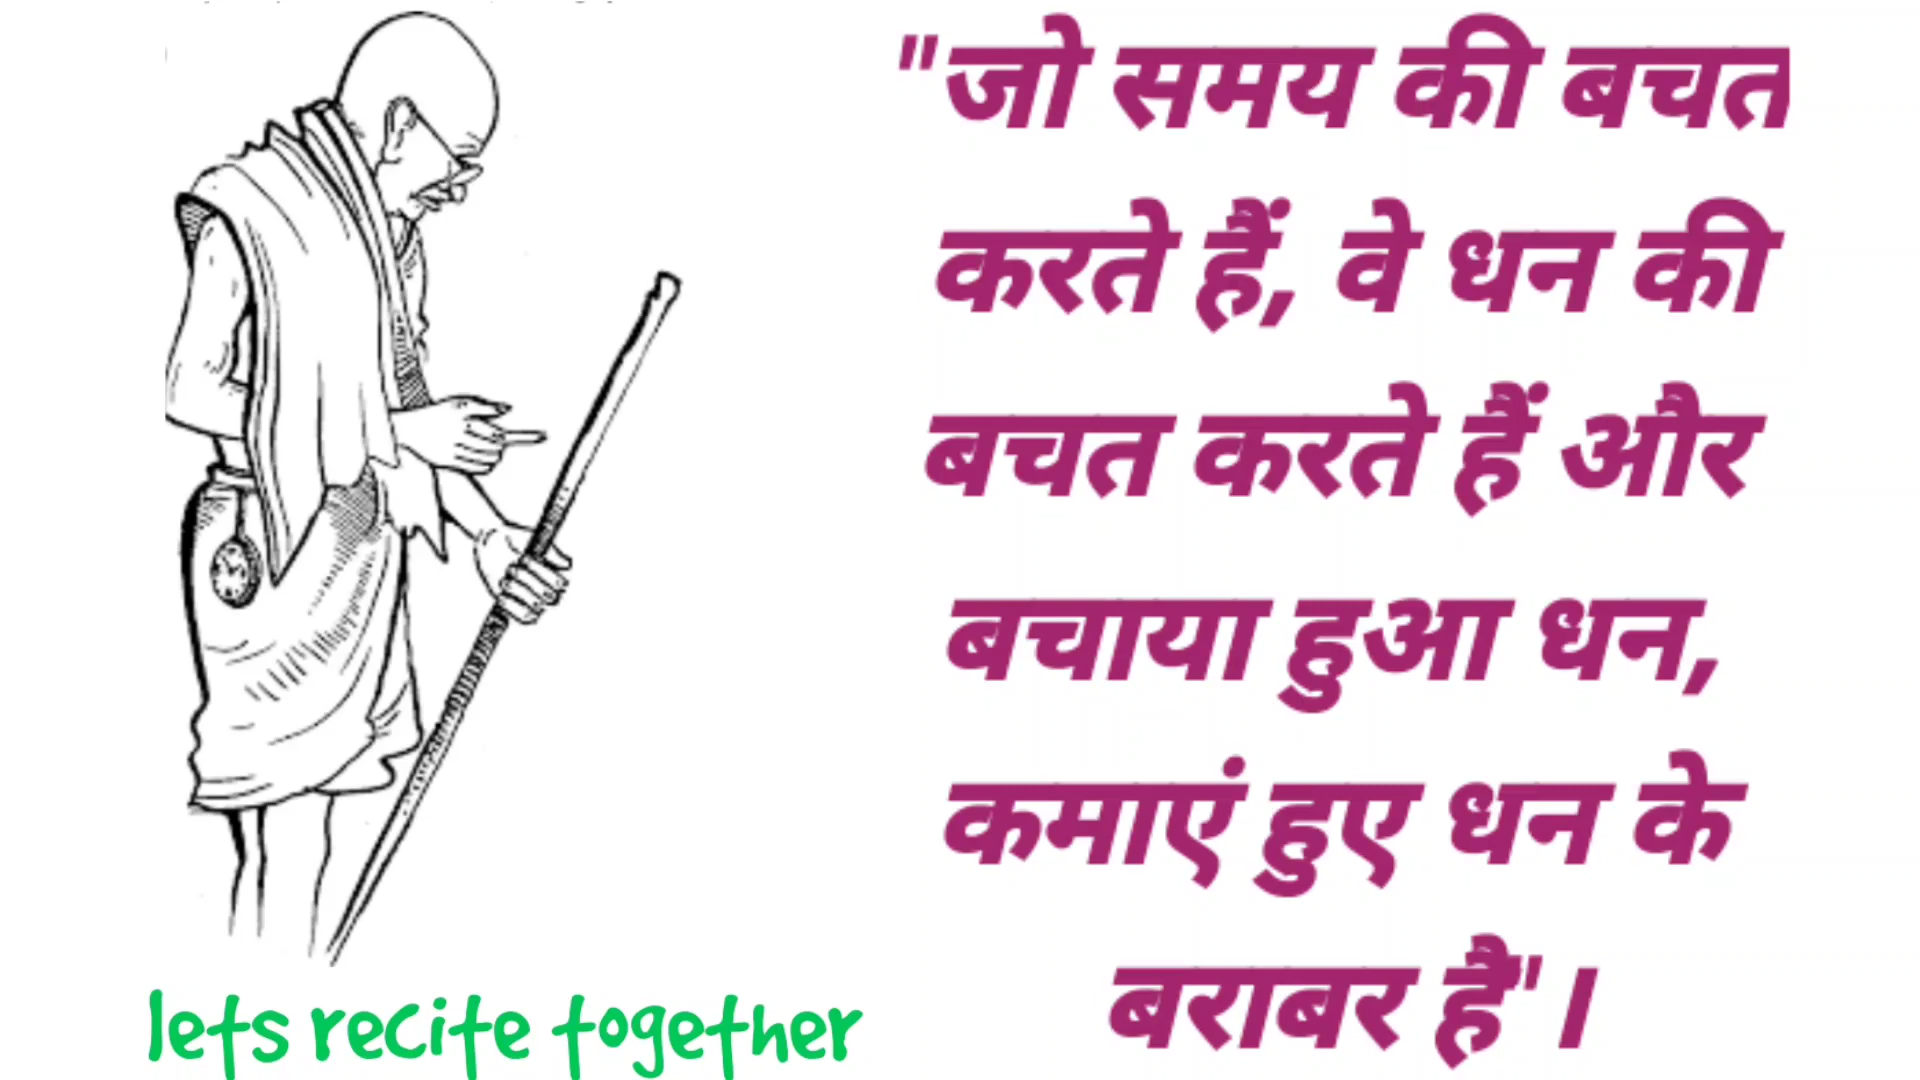 "जो समय की बचत
करते हैं, वे धन की
बचत करते हैं और
बचाया हुआ धन,
कमाएं हुए धन के
बराबर है"।
lets recite together